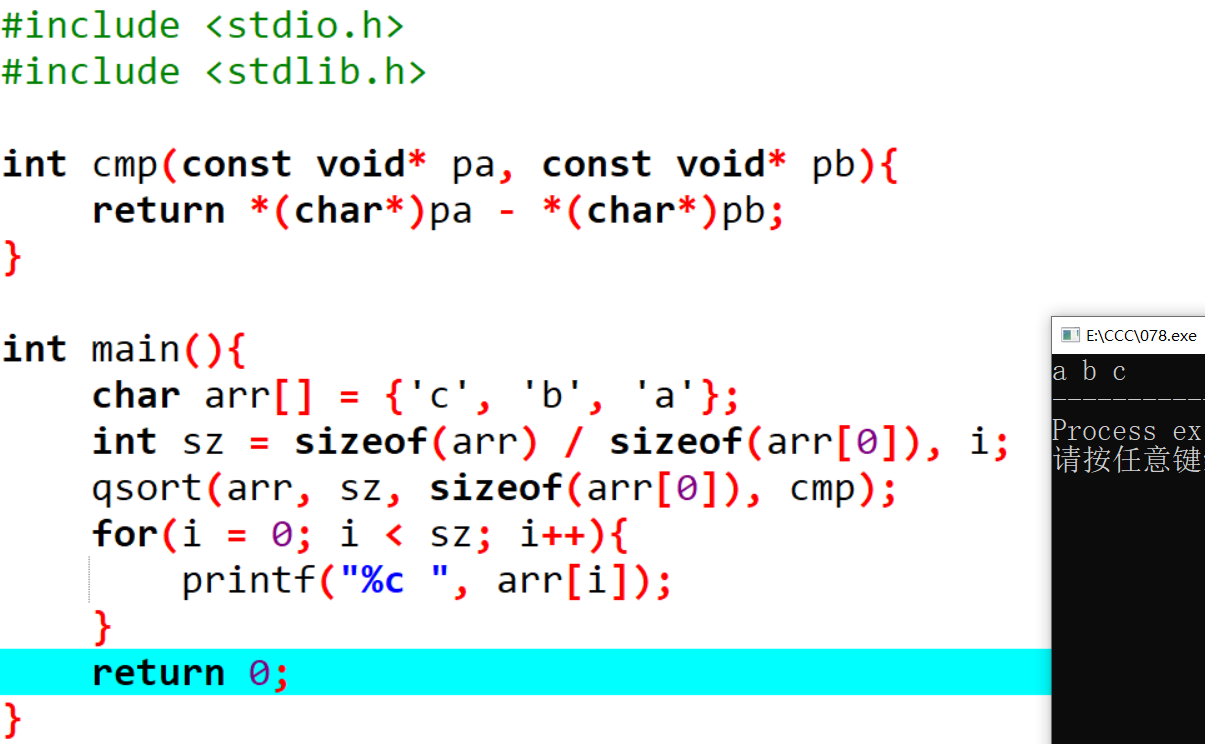 #include <stdio.h>
#include <stdlib.h>
int cmp(const void* pa, const void* pb){
return *(char*)pa - *(char*)pb;
}
int main(){
char arr[] = {'c', 'b', 'a'};
int sz = sizeof(arr) / sizeof(arr[0]), i;
qsort(arr, sz, sizeof(arr[0]), cmp);
for(i = 0; i < sz; i++){
printf("%c ", arr[i]);
}
return 0;
}
E:\CCC\078.exe
a b c
--------------
Process ex
请按任意键